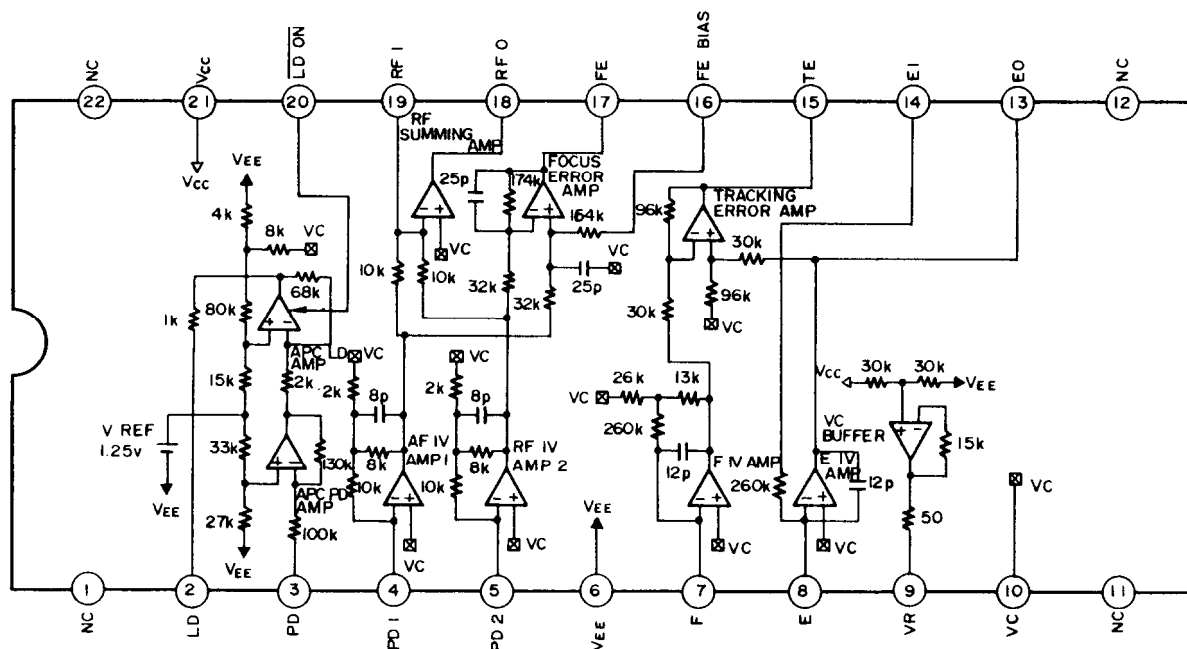 NC
Vcc
LD ON
RF I
RF O
FE
FE BIAS
TE
EI
EO
NC
22
21
20
19
18
17
16
15
14
13
12
RF
SUMMING
AMP
FOCUS
ERROR
AMP
TRACKING
ERROR AMP
Vcc
VEE
4k
8k
VC
68k
80k
1k
APC LD
AMP
15k
2k
V REF
1.25v
33k
130k
APC PD
AMP
VEE
27k
100k
VEE
25p
174k
164k
VC
VC
10k
10k
32k
32k
25p
VC
2k
8p
8k
10k
AF IV
AMP 1
VC
VC
2k
8p
8k
10k
RF IV
AMP 2
VC
96k
30k
96k
VC
30k
VC
26k
13k
260k
12p
F IV AMP
VC
VEE
260k
E IV
AMP
12p
VC
Vcc
30k
30k
VEE
VC
BUFFER
15k
50
VC
1
2
3
4
5
6
7
8
9
10
11
NC
LD
PD
PD 1
PD 2
VEE
F
E
VR
VC
NC